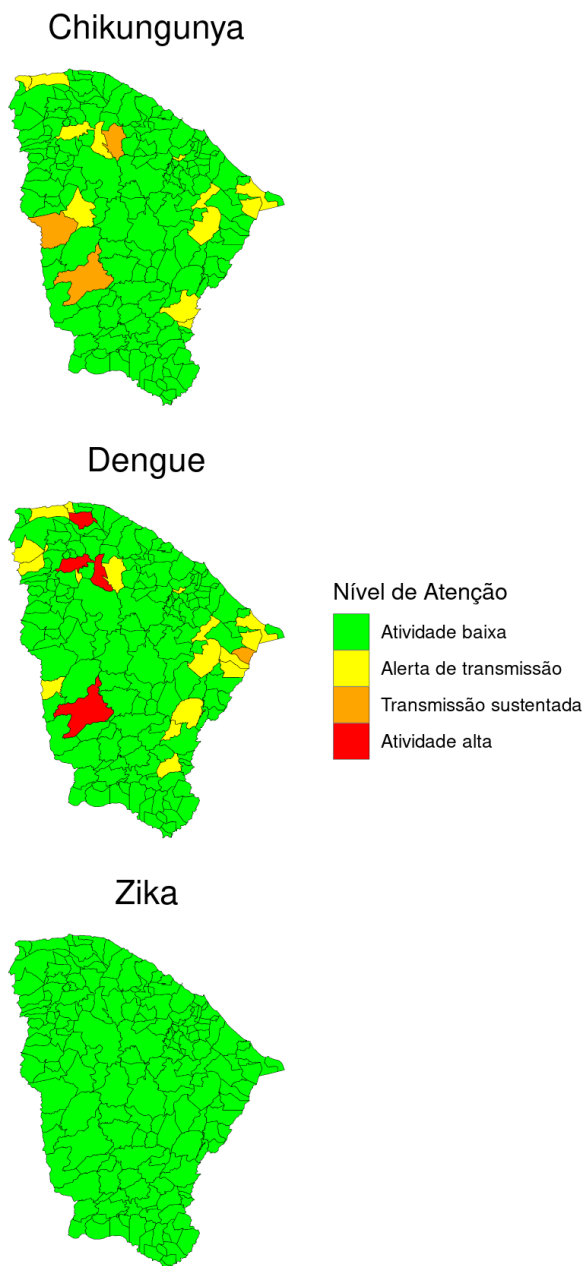 Chikungunya
Dengue
Nível de Atenção
Atividade baixa
Alerta de transmissão
Transmissão sustentada
Atividade alta
Zika